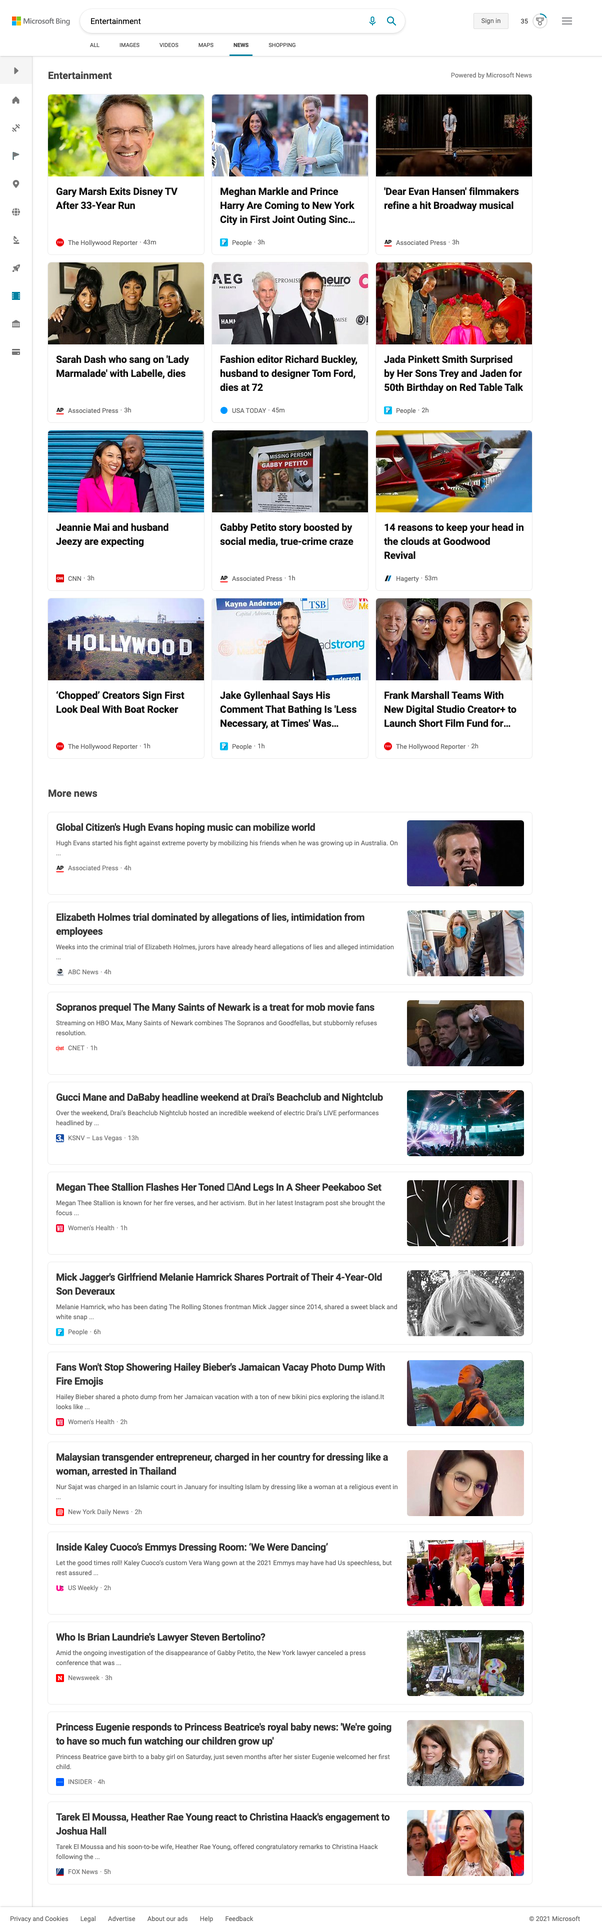 Microsoft Bing
Entertainment
Sign in
35
ALL IMAGES VIDEOS MAPS NEWS SHOPPING
Entertainment
Powered by Microsoft News
Gary Marsh Exits Disney TV
After 33-Year Run
The Hollywood Reporter · 43m
Meghan Markle and Prince
Harry Are Coming to New York
City in First Joint Outing Sinc...
People · 3h
'Dear Evan Hansen' filmmakers
refine a hit Broadway musical
AP Associated Press · 3h
Sarah Dash who sang on 'Lady
Marmalade' with Labelle, dies
AP Associated Press · 3h
AEG
PRESENTS
PROMISE
neuro
Fashion editor Richard Buckley,
husband to designer Tom Ford,
dies at 72
USA TODAY · 45m
Jada Pinkett Smith Surprised
by Her Sons Trey and Jaden for
50th Birthday on Red Table Talk
People · 2h
Jeannie Mai and husband
Jeezy are expecting
CNN · 3h
MISSING PERSON
GABBY PETITO
Gabby Petito story boosted by
social media, true-crime craze
AP Associated Press · 1h
14 reasons to keep your head in
the clouds at Goodwood
Revival
Hagerty · 53m
HOLLYWOOD
'Chopped' Creators Sign First
Look Deal With Boat Rocker
The Hollywood Reporter · 1h
Kayne Anderson
TSB
adstrong
Anderson
Jake Gyllenhaal Says His
Comment That Bathing Is 'Less
Necessary, at Times' Was...
People · 1h
Frank Marshall Teams With
New Digital Studio Creator+ to
Launch Short Film Fund for...
The Hollywood Reporter · 2h
More news
Global Citizen's Hugh Evans hoping music can mobilize world
Hugh Evans started his fight against extreme poverty by mobilizing his friends when he was growing up in Australia. On
...
AP Associated Press · 4h
Elizabeth Holmes trial dominated by allegations of lies, intimidation from
employees
Weeks into the criminal trial of Elizabeth Holmes, jurors have already heard allegations of lies and alleged intimidation
...
ABC News · 4h
Sopranos prequel The Many Saints of Newark is a treat for mob movie fans
Streaming on HBO Max, Many Saints of Newark combines The Sopranos and Goodfellas, but stubbornly refuses
resolution.
CNET · 1h
Gucci Mane and DaBaby headline weekend at Drai's Beachclub and Nightclub
Over the weekend, Drai's Beachclub Nightclub hosted an incredible weekend of electric Drai's LIVE performances
headlined by ...
KSNV – Las Vegas · 13h
Megan Thee Stallion Flashes Her Toned □And Legs In A Sheer Peekaboo Set
Megan Thee Stallion is known for her fire verses, and her activism. But in her latest Instagram post she brought the
focus ...
Women's Health · 1h
Mick Jagger's Girlfriend Melanie Hamrick Shares Portrait of Their 4-Year-Old
Son Deveraux
Melanie Hamrick, who has been dating The Rolling Stones frontman Mick Jagger since 2014, shared a sweet black and
white snap ...
People · 6h
Fans Won't Stop Showering Hailey Bieber's Jamaican Vacay Photo Dump With
Fire Emojis
Hailey Bieber shared a photo dump from her Jamaican vacation with a ton of new bikini pics exploring the island.It
looks like ...
Women's Health · 2h
Malaysian transgender entrepreneur, charged in her country for dressing like a
woman, arrested in Thailand
Nur Sajat was charged in an Islamic court in January for insulting Islam by dressing like a woman at a religious event in
...
New York Daily News · 2h
Inside Kaley Cuoco's Emmys Dressing Room: 'We Were Dancing'
Let the good times roll! Kaley Cuoco's custom Vera Wang gown at the 2021 Emmys may have had Us speechless, but
rest assured ...
US Weekly · 2h
Who Is Brian Laundrie's Lawyer Steven Bertolino?
Amid the ongoing investigation of the disappearance of Gabby Petito, the New York lawyer canceled a press
conference that was ...
N Newsweek · 3h
Princess Eugenie responds to Princess Beatrice's royal baby news: 'We're going
to have so much fun watching our children grow up'
Princess Beatrice gave birth to a baby girl on Saturday, just seven months after her sister Eugenie welcomed her first
child.
INSIDER · 4h
Tarek El Moussa, Heather Rae Young react to Christina Haack's engagement to
Joshua Hall
Tarek El Moussa and his soon-to-be wife, Heather Rae Young, offered congratulatory remarks to Christina Haack
following the ...
FOX News · 5h
Privacy and Cookies Legal Advertise About our ads Help Feedback © 2021 Microsoft